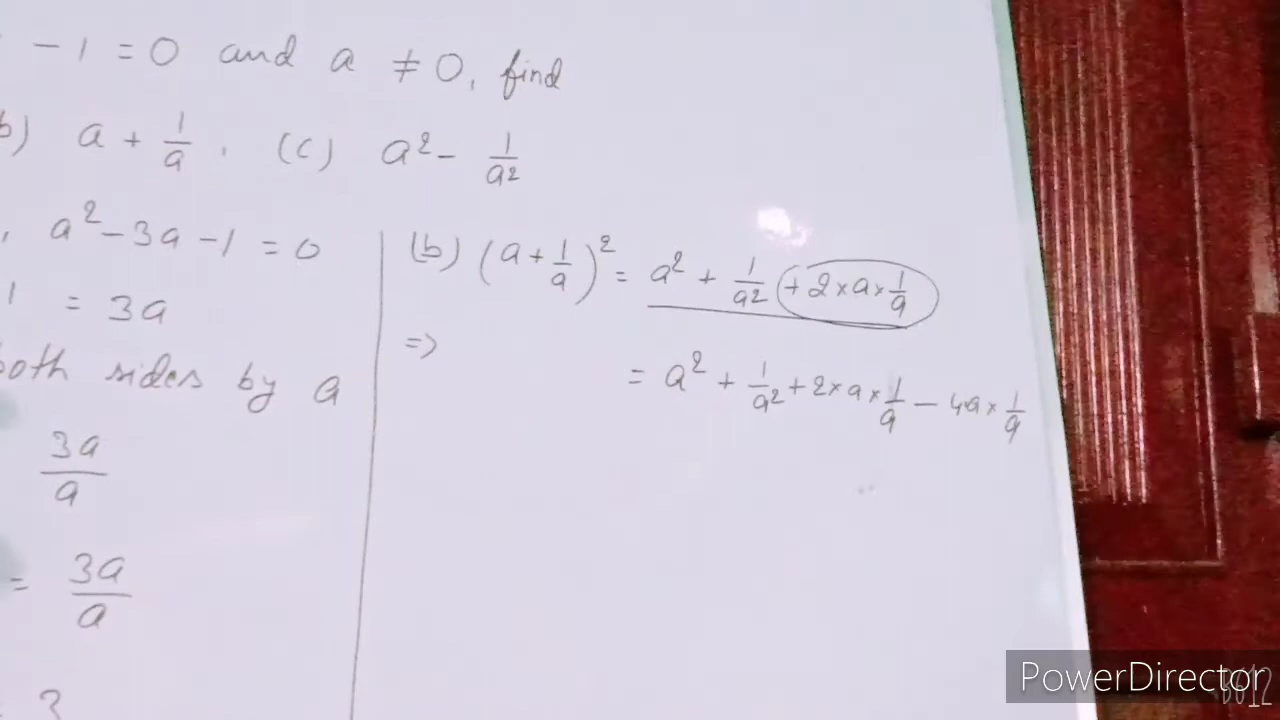 - 1 = 0 and a ≠ 0, find
b) a + 1/a , (c) a² - 1/a²
, a² - 3a - 1 = 0
1 = 3a
both sides by a
3a/a
= 3a/a
= 3
(b) (a + 1/a)² = a² + 1/a² + 2 × a × 1/a
=>
= a² + 1/a² + 2 × a × 1/a - 4a × 1/a
PowerDirector
B612